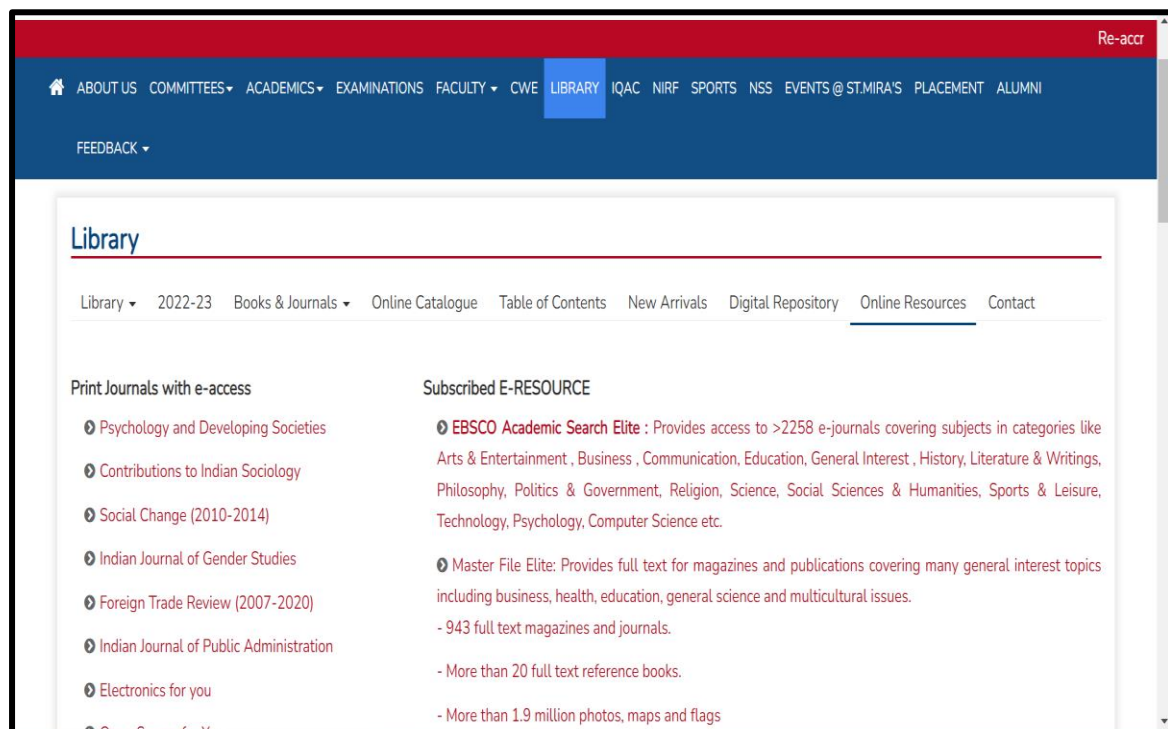 Re-accr
ABOUT US COMMITTEES ACADEMICS EXAMINATIONS FACULTY CWE LIBRARY IQAC NIRF SPORTS NSS EVENTS @ ST.MIRA'S PLACEMENT ALUMNI
FEEDBACK
Library
Library 2022-23 Books & Journals Online Catalogue Table of Contents New Arrivals Digital Repository Online Resources Contact
Print Journals with e-access
Psychology and Developing Societies
Contributions to Indian Sociology
Social Change (2010-2014)
Indian Journal of Gender Studies
Foreign Trade Review (2007-2020)
Indian Journal of Public Administration
Electronics for you
Subscribed E-RESOURCE
EBSCO Academic Search Elite : Provides access to >2258 e-journals covering subjects in categories like
Arts & Entertainment , Business , Communication, Education, General Interest , History, Literature & Writings,
Philosophy, Politics & Government, Religion, Science, Social Sciences & Humanities, Sports & Leisure,
Technology, Psychology, Computer Science etc.
Master File Elite: Provides full text for magazines and publications covering many general interest topics
including business, health, education, general science and multicultural issues.
- 943 full text magazines and journals.
- More than 20 full text reference books.
- More than 1.9 million photos, maps and flags